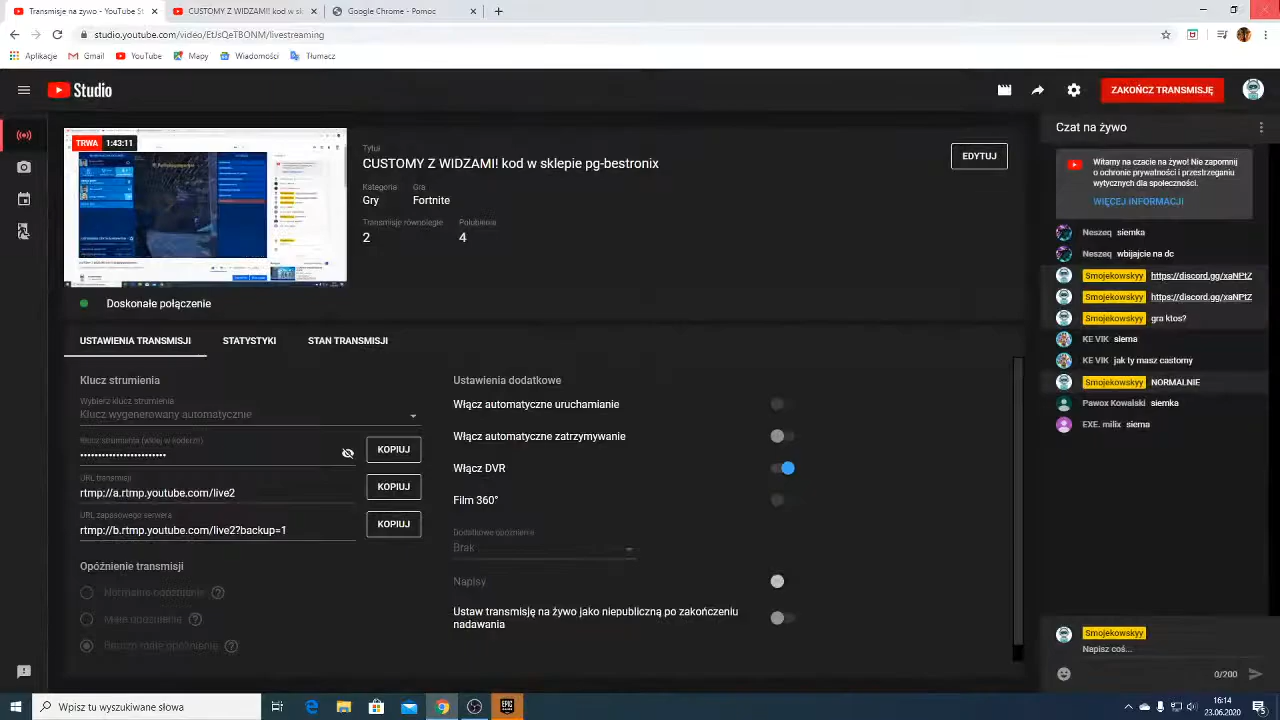 Transmisje na żywo - YouTube St
CUSTOMY Z WIDZAMI! kod w sk
Google Chrome - Pomoc
studio.youtube.com/video/EtJsQeTBONM/livestreaming
Aplikacje
Gmail
YouTube
Mapy
Wiadomości
Tłumacz
Studio
ZAKOŃCZ TRANSMISJĘ
TRWA
1:43:11
Tytuł
CUSTOMY Z WIDZAMI! kod w sklepie pg-bestronix
EDYTUJ
Gry
Fortnite
Transmisje równoległe
2
4
Doskonałe połączenie
USTAWIENIA TRANSMISJI
STATYSTYKI
STAN TRANSMISJI
Klucz strumienia
Wybierz klucz strumienia
Klucz wygenerowany automatycznie
Klucz strumienia (wklej w koderze)
KOPIUJ
URL transmisji
rtmp://a.rtmp.youtube.com/live2
KOPIUJ
URL zapasowego serwera
rtmp://b.rtmp.youtube.com/live2?backup=1
KOPIUJ
Opóźnienie transmisji
Normalne opóźnienie
Małe opóźnienie
Bardzo małe opóźnienie
Ustawienia dodatkowe
Włącz automatyczne uruchamianie
Włącz automatyczne zatrzymywanie
Włącz DVR
Film 360°
Dodatkowe opóźnienie
Brak
Napisy
Ustaw transmisję na żywo jako niepubliczną po zakończeniu
nadawania
Czat na żywo
Witamy na czacie na żywo. Nie zapomnij
o ochronie prywatności i przestrzeganiu
wytycznych dla społeczności.
WIĘCEJ INFORMACJI
Neszeq siemka
Neszeq wbijajcie na dc
Smojekowskyy
Smojekowskyy https://discord.gg/xaNPtZ
Smojekowskyy gra ktos?
KE VIK siema
KE VIK jak ty masz castomy
Smojekowskyy NORMALNIE
Pawox Kowalski siemka
EXE. milix siema
Smojekowskyy
Napisz coś...
0/200
Wpisz tu wyszukiwane słowa
EPIC
16:14
23.06.2020